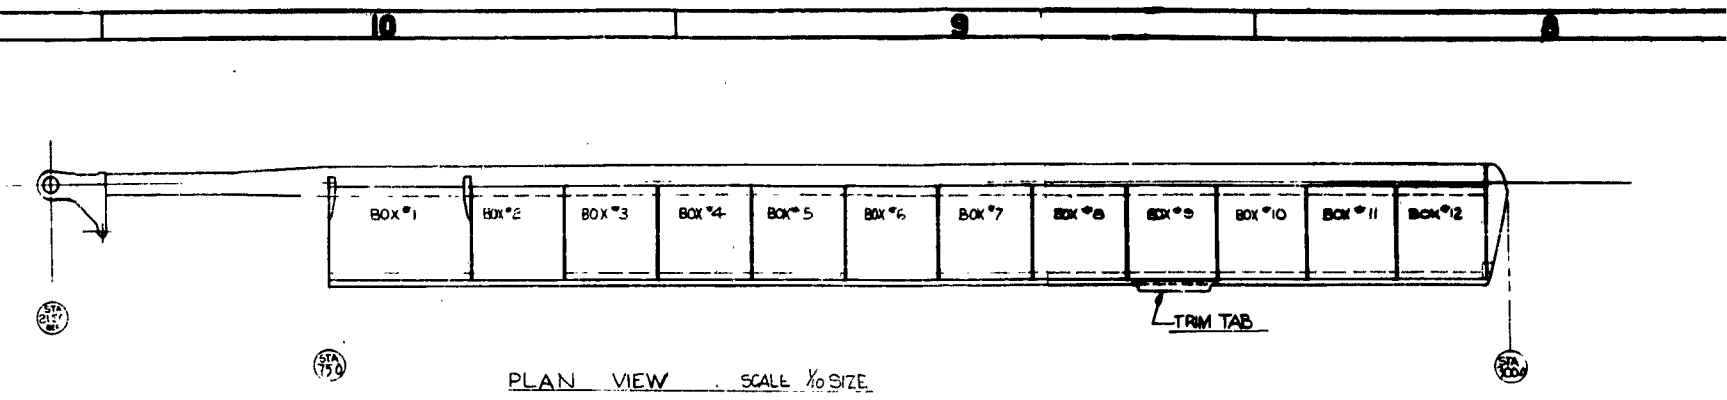 10 9 8
BOX #1 BOX #2 BOX #3 BOX #4 BOX #5 BOX #6 BOX #7 BOX #8 BOX #9 BOX #10 BOX #11 BOX #12
TRIM TAB
STA
STA
75.0
STA
PLAN VIEW . SCALE 1/10 SIZE